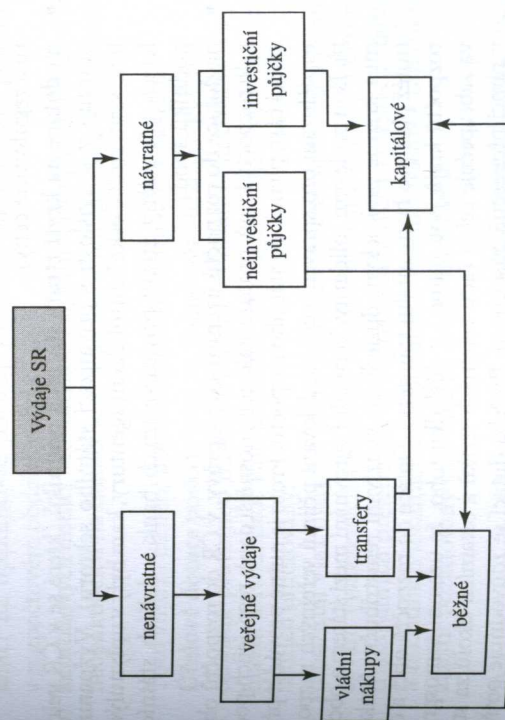 Výdaje SR
nenávratné
návratné
veřejné výdaje
neinvestiční
půjčky
investiční
půjčky
vládní
nákupy
transfery
běžné
kapitálové